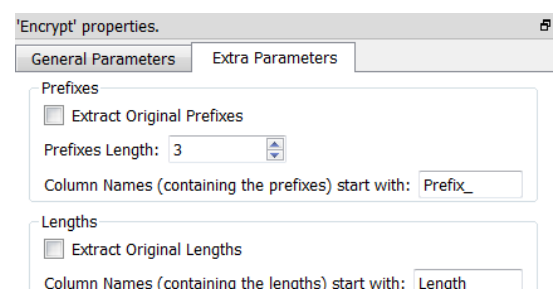 'Encrypt' properties.
General Parameters Extra Parameters
Prefixes
Extract Original Prefixes
Prefixes Length: 3
Column Names (containing the prefixes) start with: Prefix_
Lengths
Extract Original Lengths
Column Names (containing the lengths) start with: Length